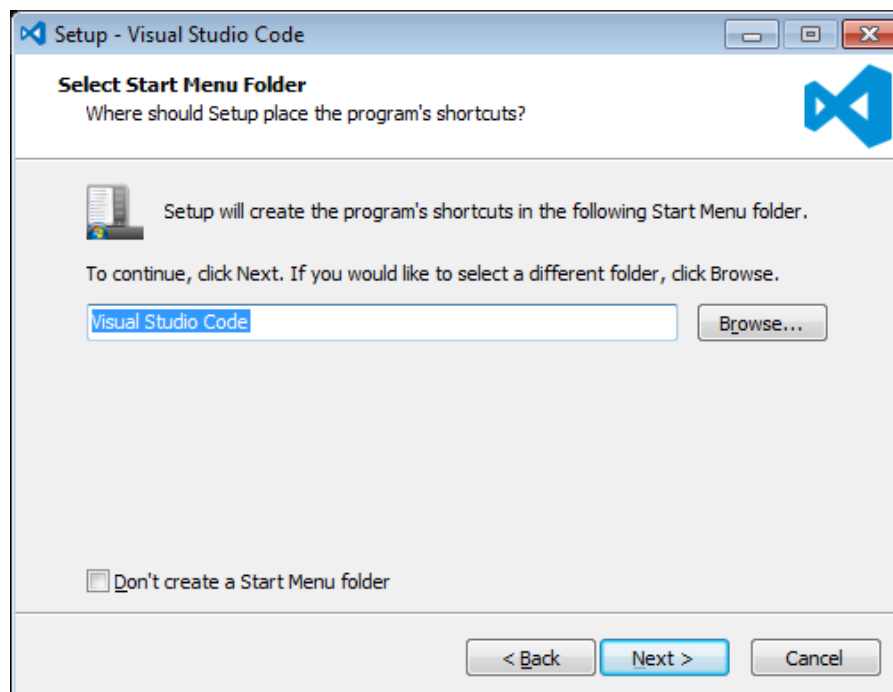 Setup - Visual Studio Code
Select Start Menu Folder
Where should Setup place the program's shortcuts?
Setup will create the program's shortcuts in the following Start Menu folder.
To continue, click Next. If you would like to select a different folder, click Browse.
Visual Studio Code
Browse...
Don't create a Start Menu folder
< Back
Next >
Cancel